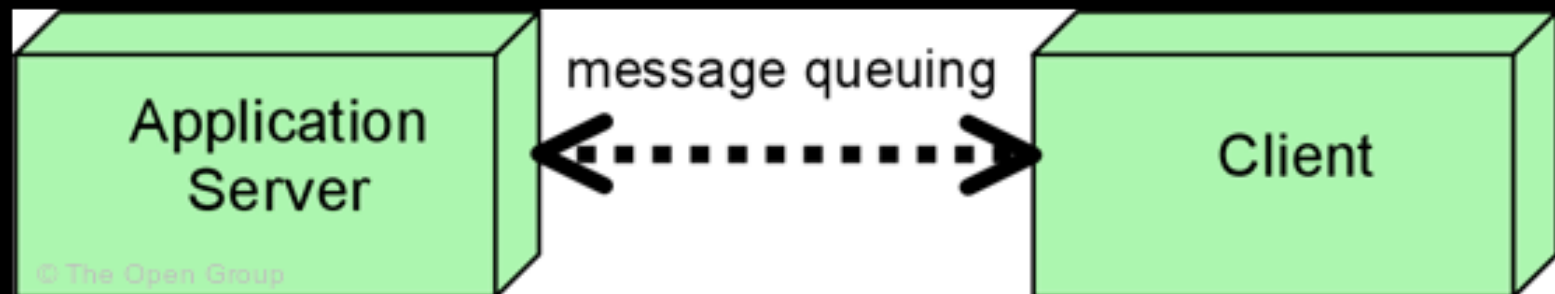 message queuing
Application
Server
Client
© The Open Group